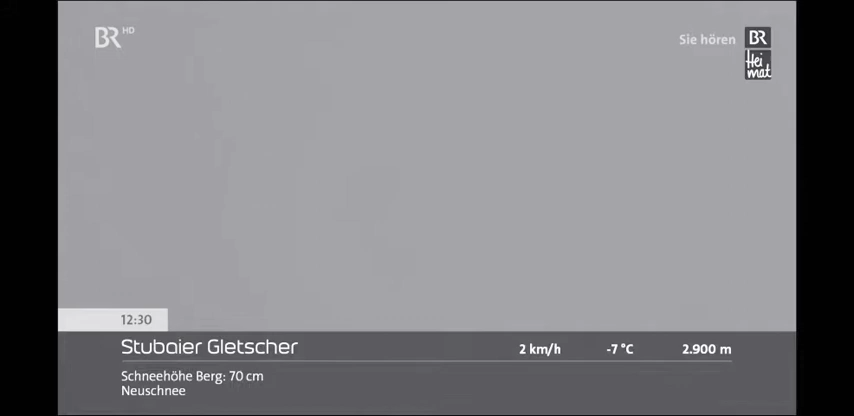 BR HD
Sie hören BR
Hei
mat
12:30
Stubaier Gletscher 2 km/h -7 °C 2.900 m
Schneehöhe Berg: 70 cm
Neuschnee